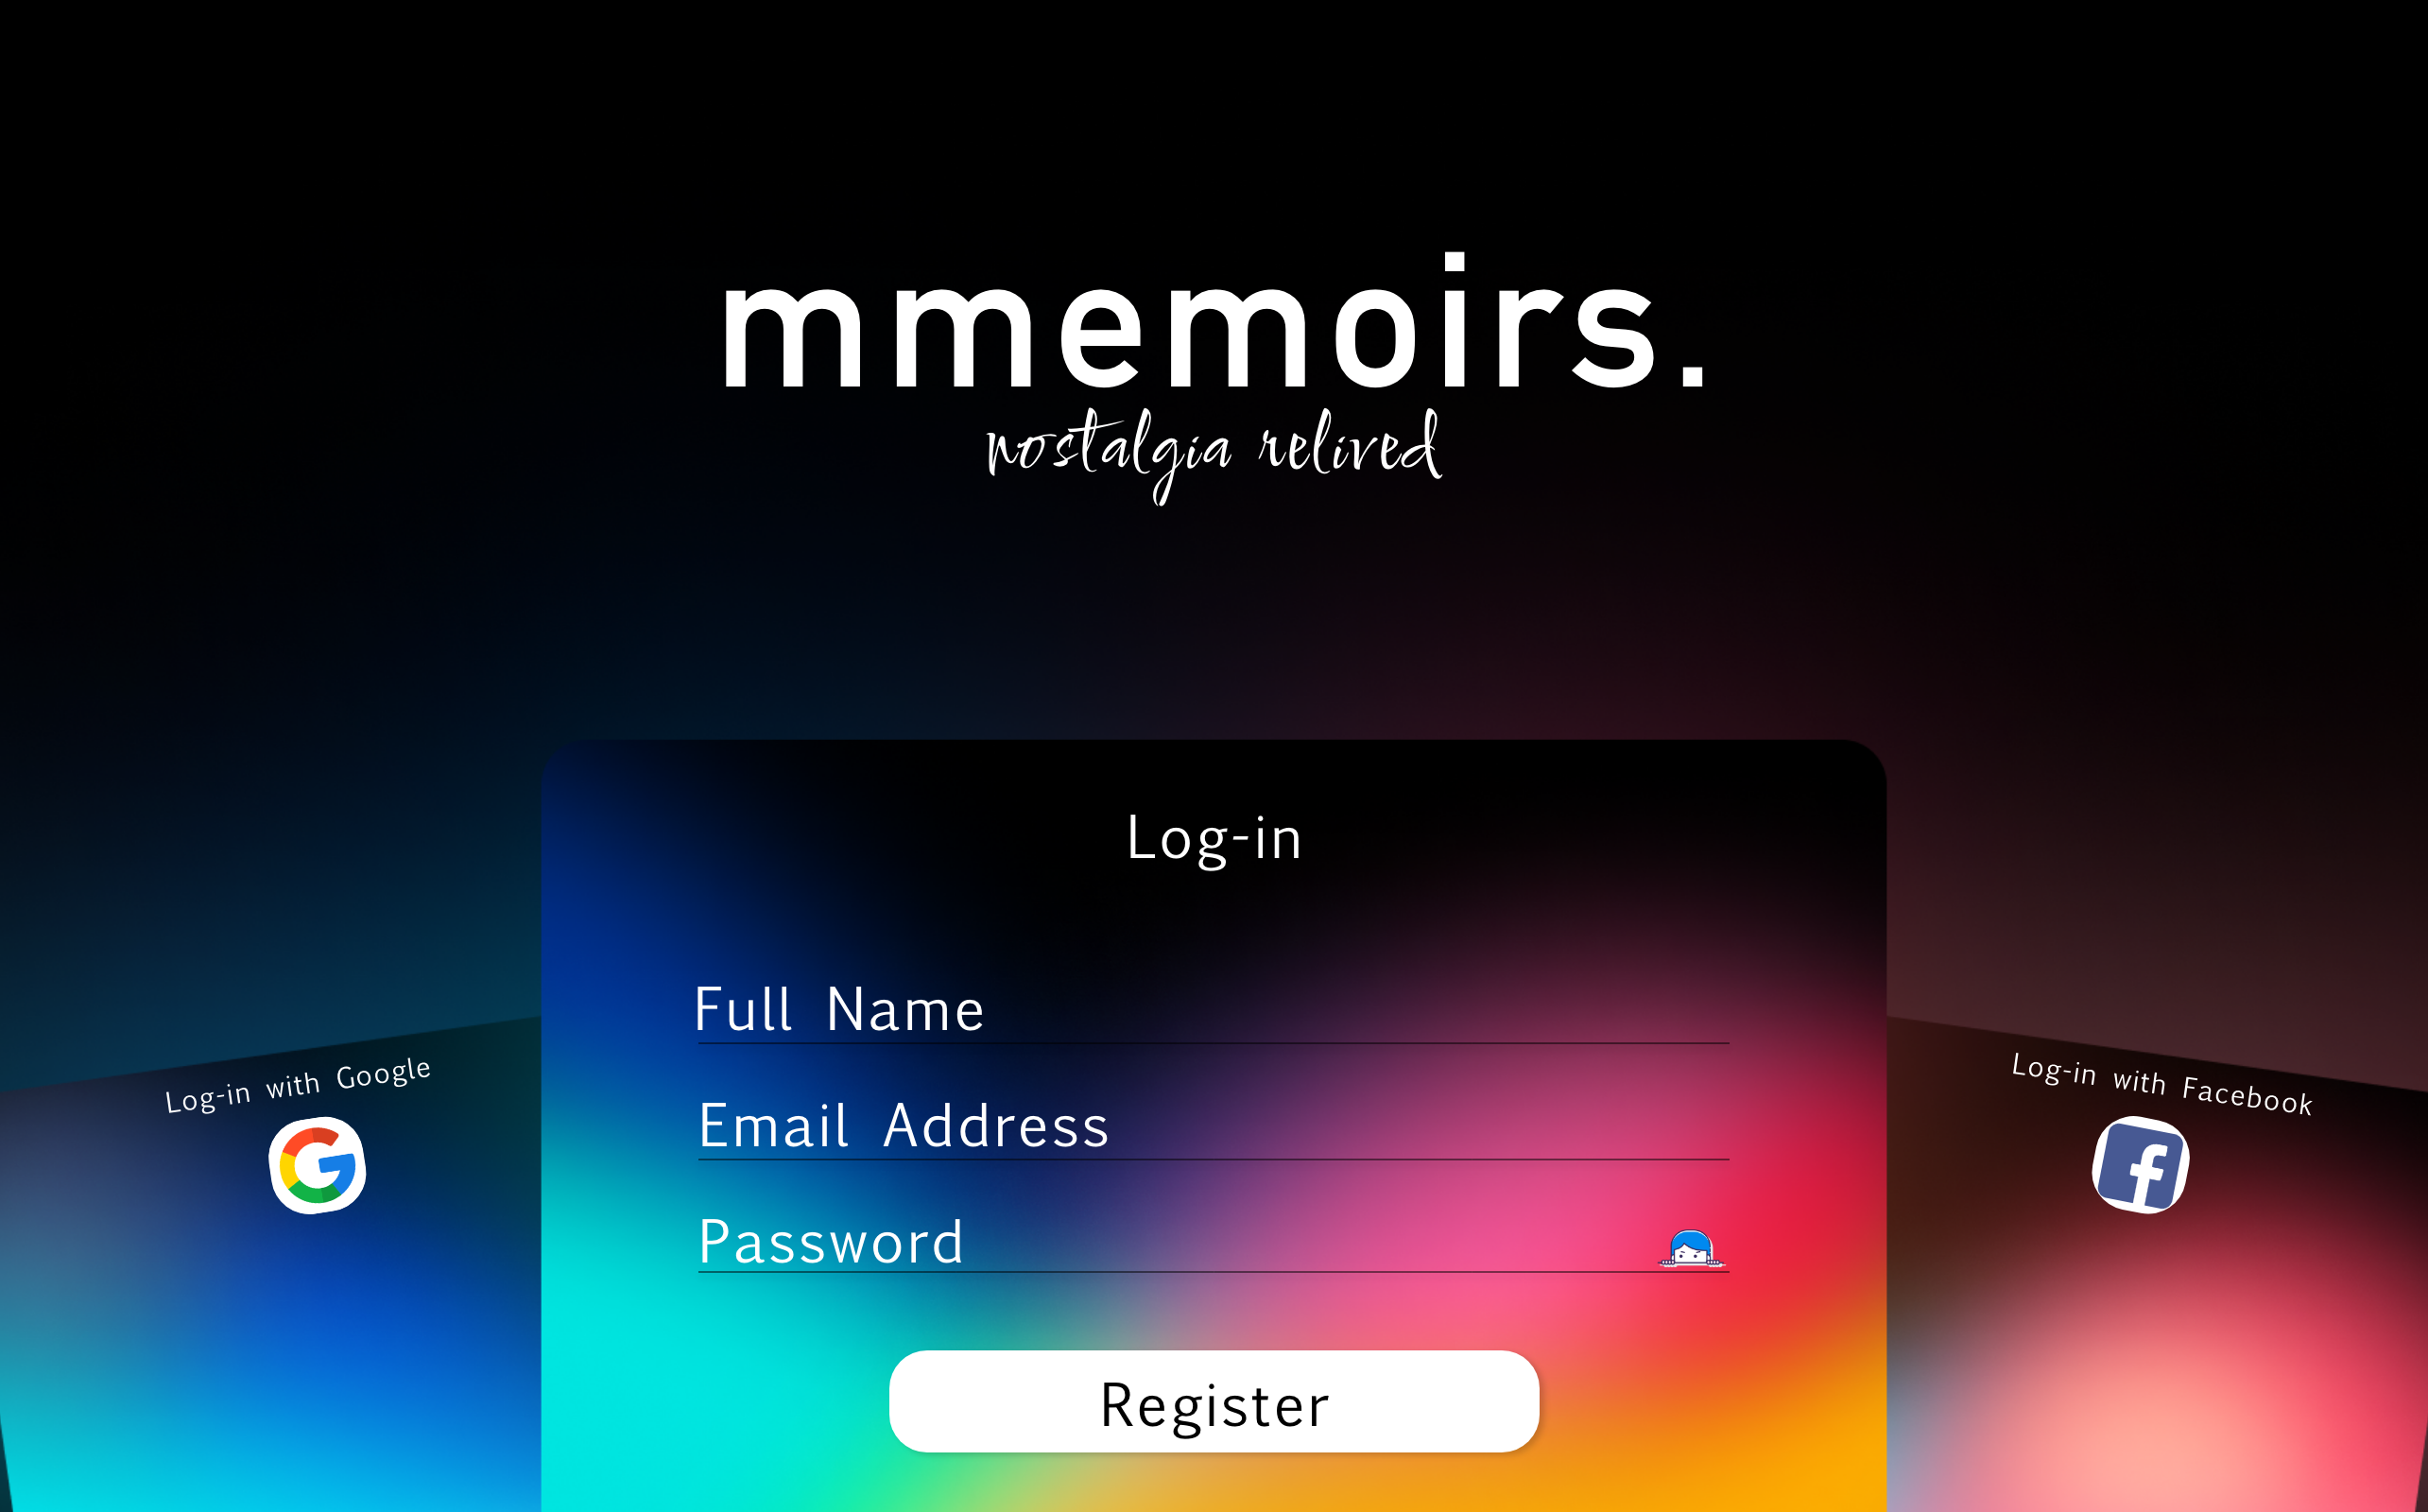 mmemoirs.
nostalgia relived
Log-in
Full Name
Email Address
Password
Register
Log-in with Google
Log-in with Facebook